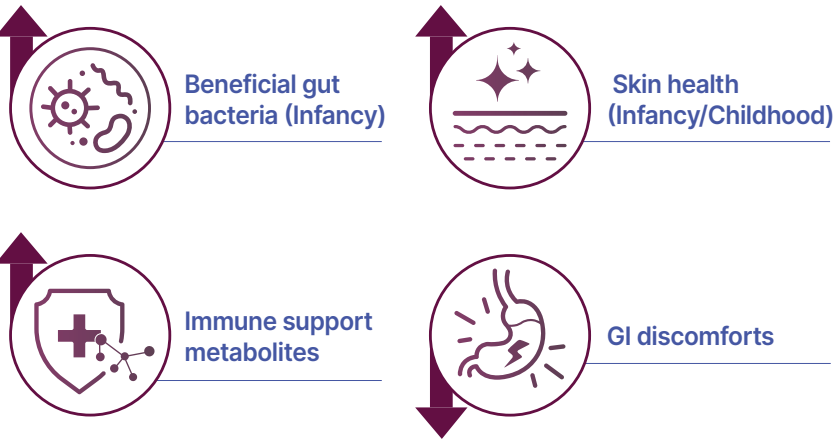 Beneficial gut
bacteria (Infancy)
Skin health
(Infancy/Childhood)
Immune support
metabolites
GI discomforts